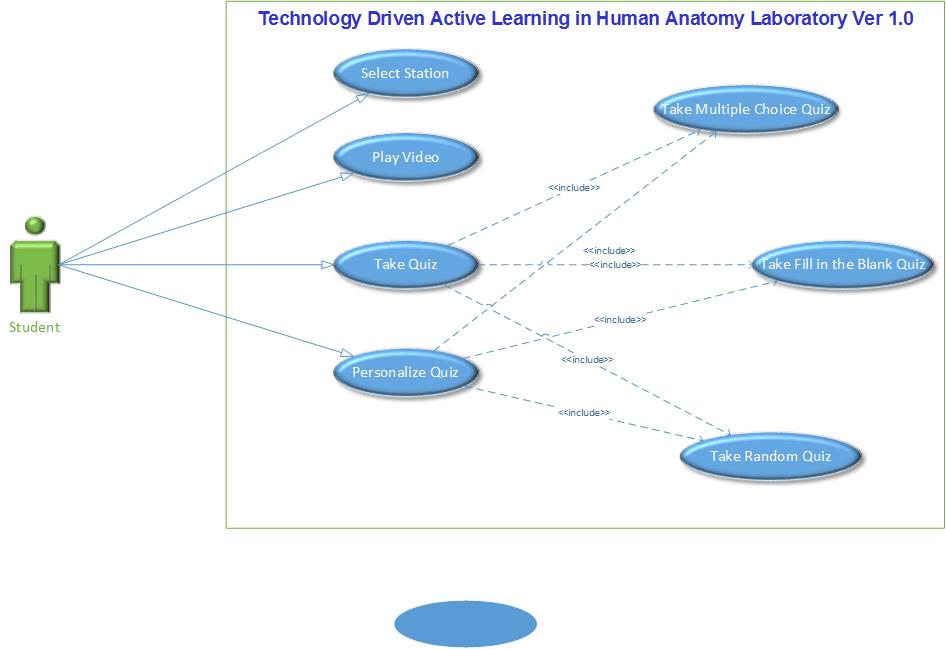 Technology Driven Active Learning in Human Anatomy Laboratory Ver 1.0
Select Station
Take Multiple Choice Quiz
Play Video
<<include>>
<<include>>
Take Quiz
<<include>>
Take Fill in the Blank Quiz
Student
<<include>>
<<include>>
Personalize Quiz
<<include>>
Take Random Quiz